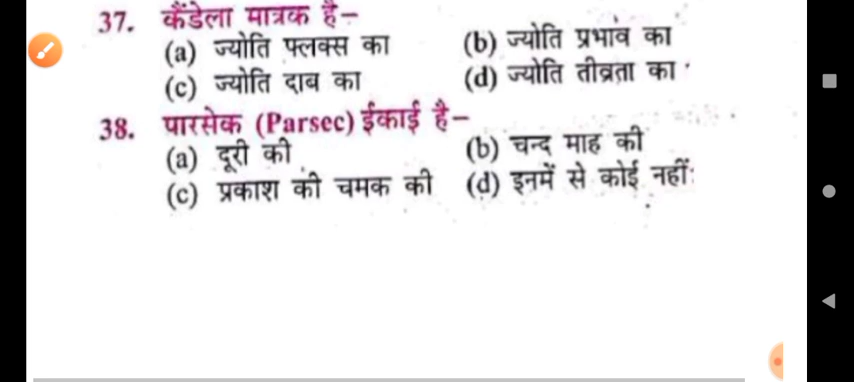 37. कैंडेला मात्रक है–
(a) ज्योति फ्लक्स का (b) ज्योति प्रभाव का
(c) ज्योति दाब का (d) ज्योति तीव्रता का
38. पारसेक (Parsec) ईकाई है–
(a) दूरी की (b) चन्द्र माह की
(c) प्रकाश की चमक की (d) इनमें से कोई नहीं